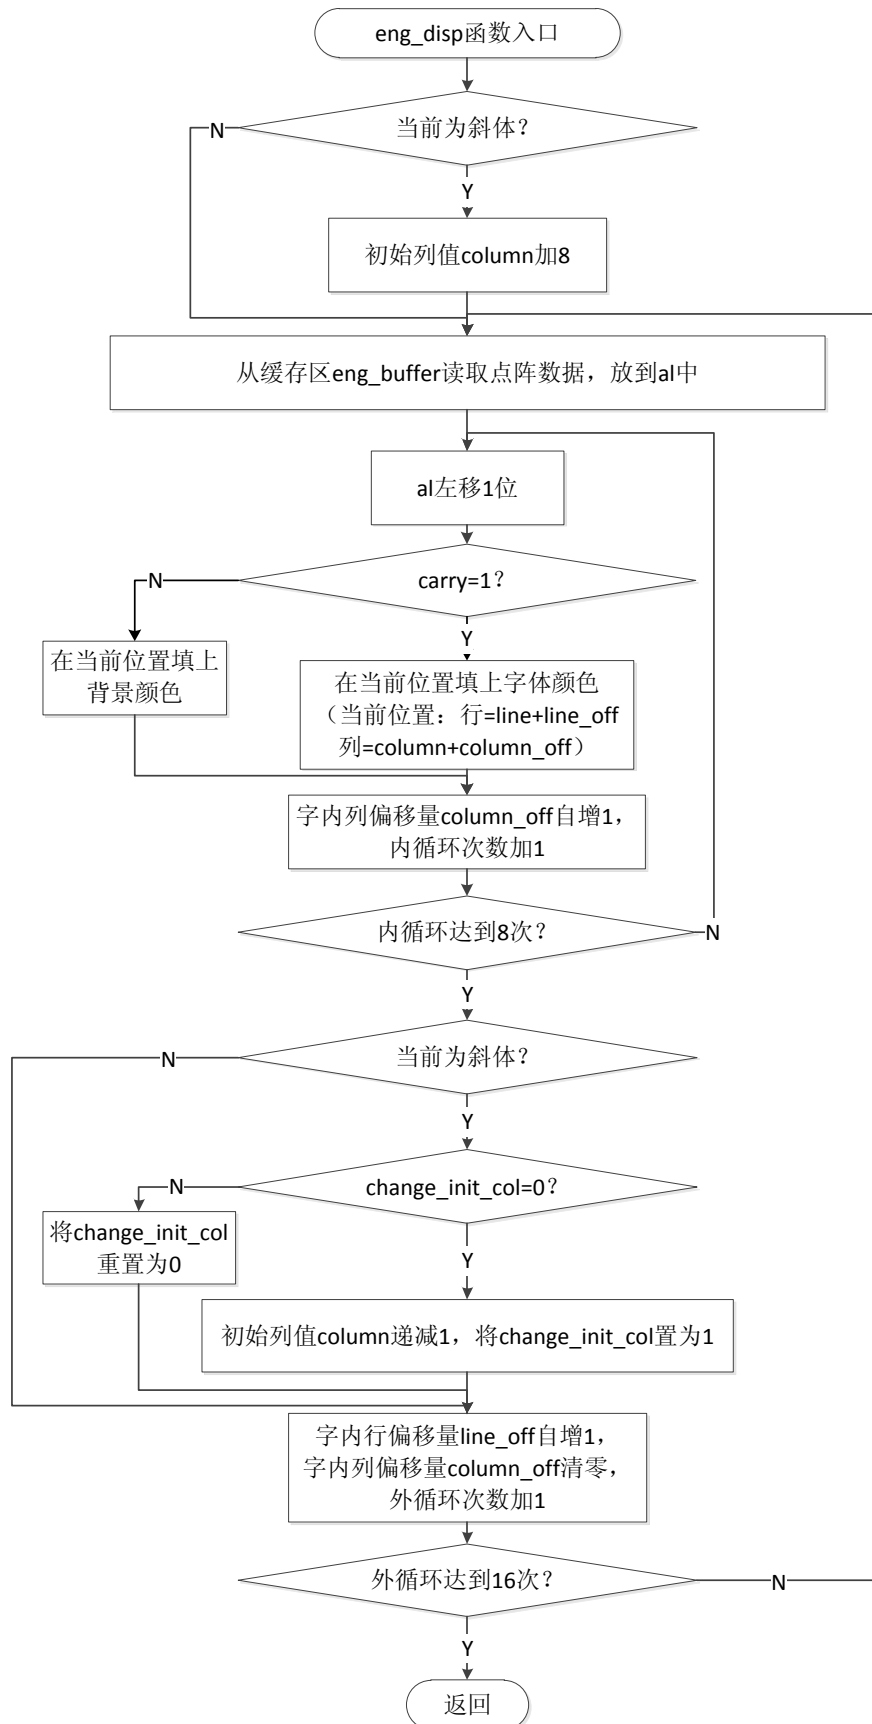 eng_disp函数入口
当前为斜体？
N
Y
初始列值column加8
从缓存区eng_buffer读取点阵数据，放到al中
al左移1位
carry=1？
N
Y
在当前位置填上
背景颜色
在当前位置填上字体颜色
（当前位置：行=line+line_off
列=column+column_off）
字内列偏移量column_off自增1，
内循环次数加1
内循环达到8次？
N
Y
当前为斜体？
N
Y
change_init_col=0？
N
Y
将change_init_col
重置为0
初始列值column递减1，将change_init_col置为1
字内行偏移量line_off自增1，
字内列偏移量column_off清零，
外循环次数加1
外循环达到16次？
N
Y
返回